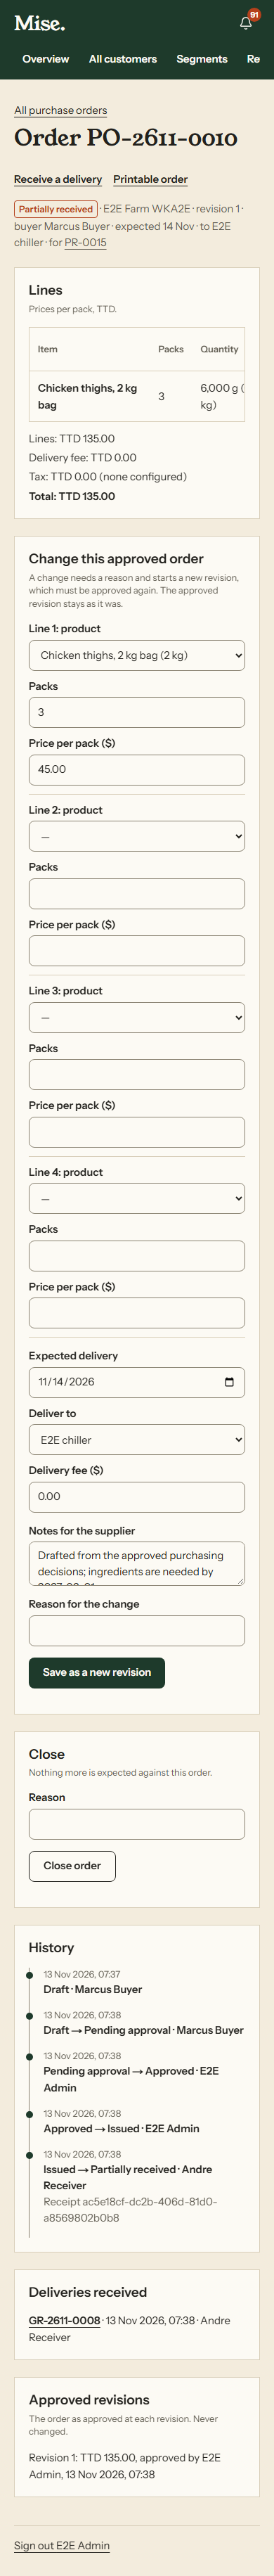 Mise.
91
Overview All customers Segments Re
All purchase orders
Order PO-2611-0010
Receive a delivery Printable order
Partially received · E2E Farm WKA2E · revision 1 ·
buyer Marcus Buyer · expected 14 Nov · to E2E
chiller · for PR-0015
Lines
Prices per pack, TTD.
Item Packs Quantity
Chicken thighs, 2 kg
bag
3
6,000 g (
kg)
Lines: TTD 135.00
Delivery fee: TTD 0.00
Tax: TTD 0.00 (none configured)
Total: TTD 135.00
Change this approved order
A change needs a reason and starts a new revision,
which must be approved again. The approved
revision stays as it was.
Line 1: product
Chicken thighs, 2 kg bag (2 kg)
Packs
3
Price per pack ($)
45.00
Line 2: product
—
Packs
Price per pack ($)
Line 3: product
—
Packs
Price per pack ($)
Line 4: product
—
Packs
Price per pack ($)
Expected delivery
11/14/2026
Deliver to
E2E chiller
Delivery fee ($)
0.00
Notes for the supplier
Drafted from the approved purchasing
decisions; ingredients are needed by
Reason for the change
Save as a new revision
Close
Nothing more is expected against this order.
Reason
Close order
History
13 Nov 2026, 07:37
Draft · Marcus Buyer
13 Nov 2026, 07:38
Draft → Pending approval · Marcus Buyer
13 Nov 2026, 07:38
Pending approval → Approved · E2E
Admin
13 Nov 2026, 07:38
Approved → Issued · E2E Admin
13 Nov 2026, 07:38
Issued → Partially received · Andre
Receiver
Receipt ac5e18cf-dc2b-406d-81d0-
a8569802b0b8
Deliveries received
GR-2611-0008 · 13 Nov 2026, 07:38 · Andre
Receiver
Approved revisions
The order as approved at each revision. Never
changed.
Revision 1: TTD 135.00, approved by E2E
Admin, 13 Nov 2026, 07:38
Sign out E2E Admin